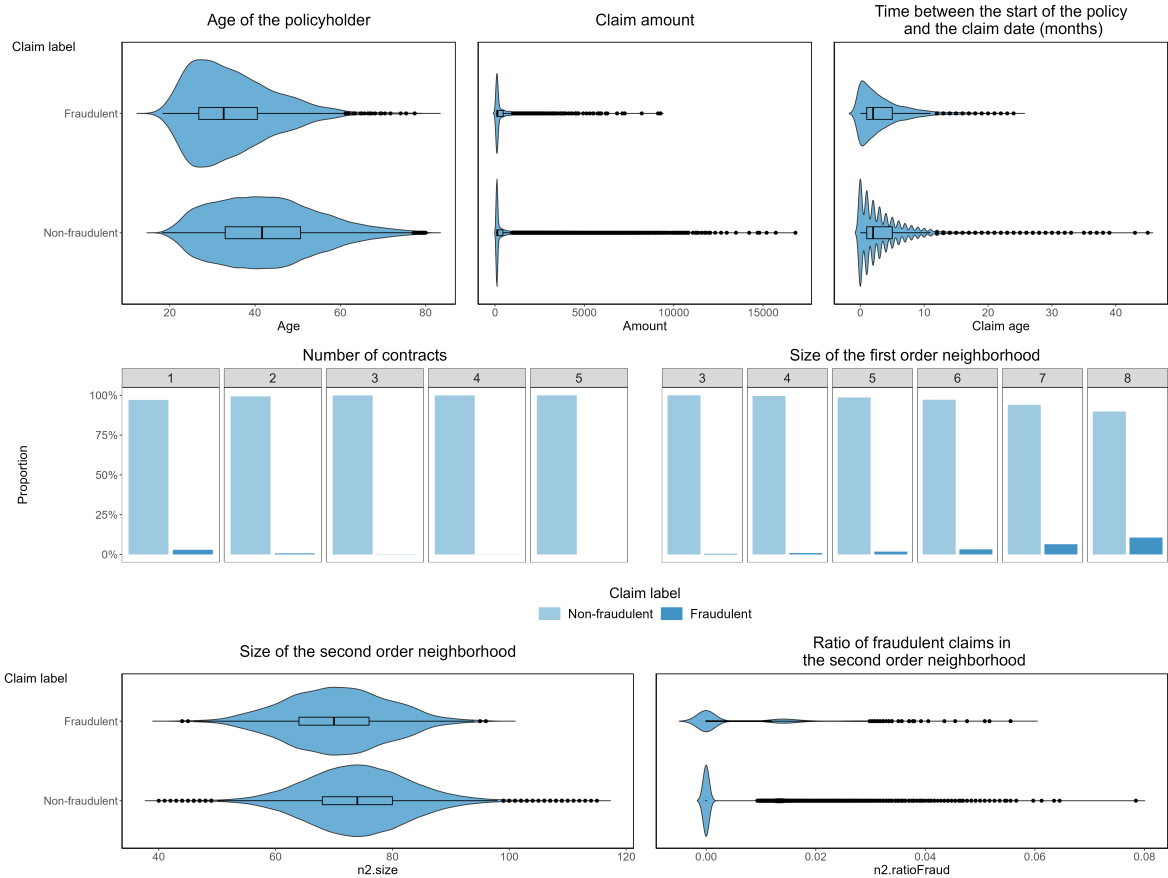 Age of the policyholder
Claim amount
Time between the start of the policy
and the claim date (months)
Claim label
Fraudulent
Non-fraudulent
20 40 60 80
Age
0 5000 10000 15000
Amount
0 10 20 30 40
Claim age
Number of contracts
Size of the first order neighborhood
1 2 3 4 5
3 4 5 6 7 8
100%
75%
50%
25%
0%
Proportion
Claim label
Non-fraudulent Fraudulent
Size of the second order neighborhood
Ratio of fraudulent claims in
the second order neighborhood
Claim label
Fraudulent
Non-fraudulent
40 60 80 100 120
n2.size
0.00 0.02 0.04 0.06 0.08
n2.ratioFraud